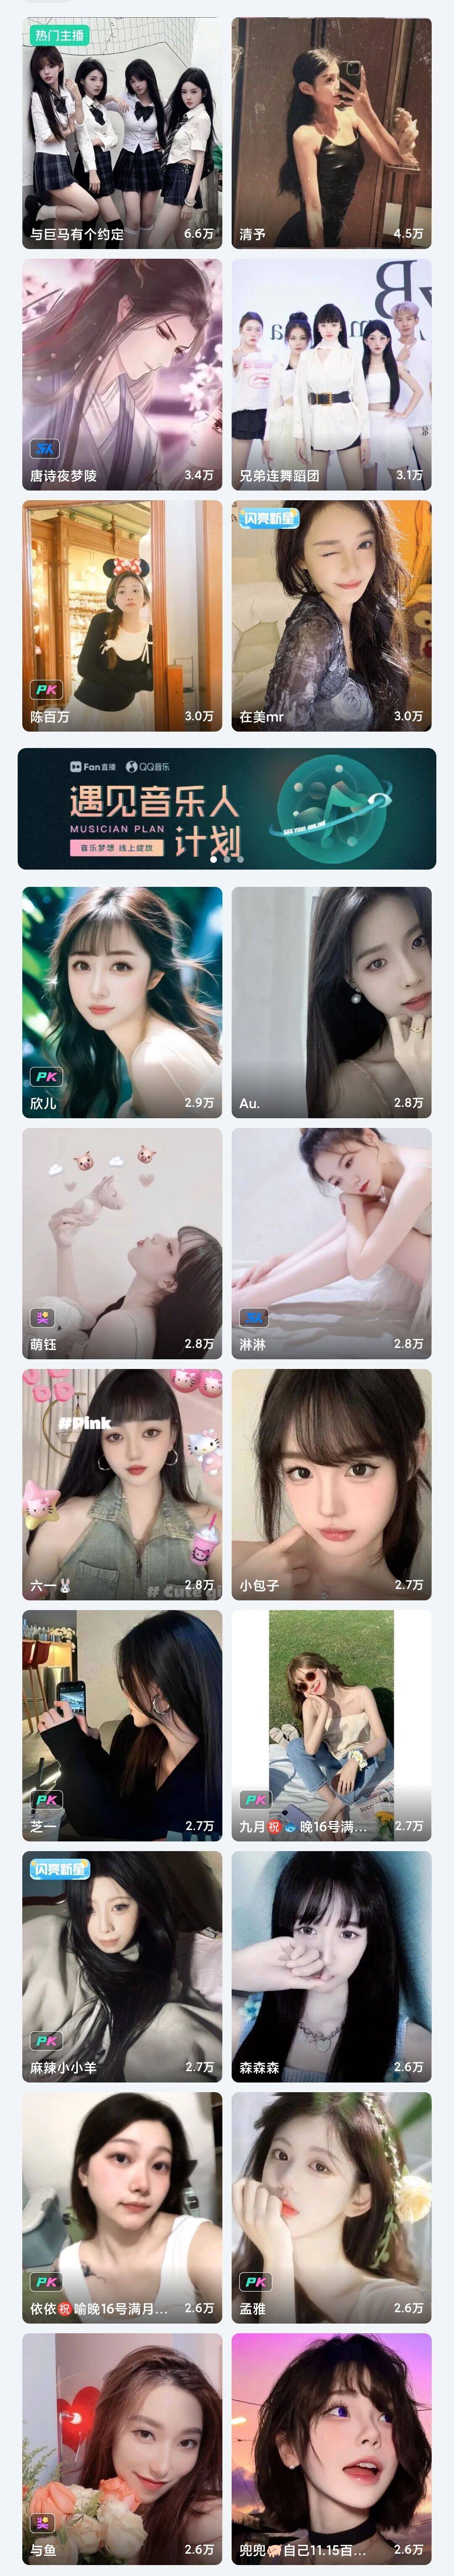 热门主播
与巨马有个约定 6.6万
清予 4.5万
SK
唐诗夜梦陵 3.4万
兄弟连舞蹈团 3.1万
PK
陈百万 3.0万
闪亮新星
在美mr 3.0万
Fan直播 QQ音乐
遇见音乐人
MUSICIAN PLAN 计划
音乐梦想 线上绽放
SEE YOU ONLINE
PK
欣儿 2.9万
Au. 2.8万
奖
萌钰 2.8万
SK
淋淋 2.8万
#Pink
六一🐰 2.8万
小包子 2.7万
PK
芝一 2.7万
PK
九月㊗️🐟晚16号满... 2.7万
闪亮新星
PK
麻辣小小羊 2.7万
森森森 2.6万
PK
依依㊗️喻晚16号满月... 2.6万
PK
孟雅 2.6万
奖
与鱼 2.6万
自己11.15百... 2.6万